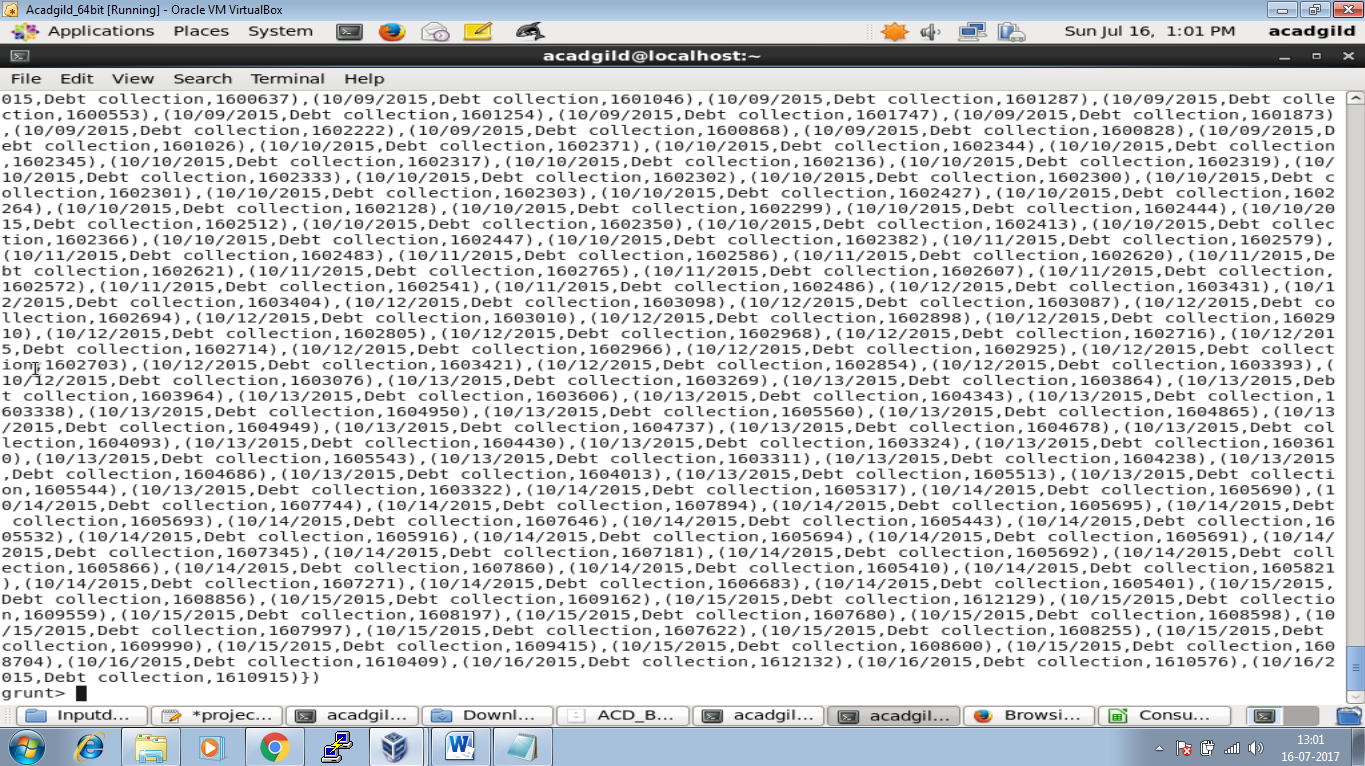 Acadgild_64bit [Running] - Oracle VM VirtualBox
Applications Places System Sun Jul 16, 1:01 PM acadgild
acadgild@localhost:~
File Edit View Search Terminal Help
015,Debt collection,1600637),(10/09/2015,Debt collection,1601046),(10/09/2015,Debt collection,1601287),(10/09/2015,Debt colle
ction,1600553),(10/09/2015,Debt collection,1601254),(10/09/2015,Debt collection,1601747),(10/09/2015,Debt collection,1601873)
,(10/09/2015,Debt collection,1602222),(10/09/2015,Debt collection,1600868),(10/09/2015,Debt collection,1600828),(10/09/2015,D
ebt collection,1601026),(10/10/2015,Debt collection,1602371),(10/10/2015,Debt collection,1602344),(10/10/2015,Debt collection
,1602345),(10/10/2015,Debt collection,1602317),(10/10/2015,Debt collection,1602136),(10/10/2015,Debt collection,1602319),(10/
10/2015,Debt collection,1602333),(10/10/2015,Debt collection,1602302),(10/10/2015,Debt collection,1602300),(10/10/2015,Debt c
ollection,1602301),(10/10/2015,Debt collection,1602303),(10/10/2015,Debt collection,1602427),(10/10/2015,Debt collection,1602
264),(10/10/2015,Debt collection,1602128),(10/10/2015,Debt collection,1602299),(10/10/2015,Debt collection,1602444),(10/10/20
15,Debt collection,1602512),(10/10/2015,Debt collection,1602350),(10/10/2015,Debt collection,1602413),(10/10/2015,Debt collec
tion,1602366),(10/10/2015,Debt collection,1602447),(10/10/2015,Debt collection,1602382),(10/11/2015,Debt collection,1602579),
(10/11/2015,Debt collection,1602483),(10/11/2015,Debt collection,1602586),(10/11/2015,Debt collection,1602620),(10/11/2015,De
bt collection,1602621),(10/11/2015,Debt collection,1602765),(10/11/2015,Debt collection,1602607),(10/11/2015,Debt collection,
1602572),(10/11/2015,Debt collection,1602541),(10/11/2015,Debt collection,1602486),(10/12/2015,Debt collection,1603431),(10/1
2/2015,Debt collection,1603404),(10/12/2015,Debt collection,1603098),(10/12/2015,Debt collection,1603087),(10/12/2015,Debt co
llection,1602694),(10/12/2015,Debt collection,1603010),(10/12/2015,Debt collection,1602898),(10/12/2015,Debt collection,16029
10),(10/12/2015,Debt collection,1602805),(10/12/2015,Debt collection,1602968),(10/12/2015,Debt collection,1602716),(10/12/201
5,Debt collection,1602714),(10/12/2015,Debt collection,1602966),(10/12/2015,Debt collection,1602925),(10/12/2015,Debt collect
ion,1602703),(10/12/2015,Debt collection,1603421),(10/12/2015,Debt collection,1602854),(10/12/2015,Debt collection,1603393),(
10/12/2015,Debt collection,1603076),(10/13/2015,Debt collection,1603269),(10/13/2015,Debt collection,1603864),(10/13/2015,Deb
t collection,1603964),(10/13/2015,Debt collection,1603606),(10/13/2015,Debt collection,1604343),(10/13/2015,Debt collection,1
603338),(10/13/2015,Debt collection,1604950),(10/13/2015,Debt collection,1605560),(10/13/2015,Debt collection,1604865),(10/13
/2015,Debt collection,1604949),(10/13/2015,Debt collection,1604737),(10/13/2015,Debt collection,1604678),(10/13/2015,Debt col
lection,1604093),(10/13/2015,Debt collection,1604430),(10/13/2015,Debt collection,1603324),(10/13/2015,Debt collection,160361
0),(10/13/2015,Debt collection,1605543),(10/13/2015,Debt collection,1603311),(10/13/2015,Debt collection,1604238),(10/13/2015
,Debt collection,1604686),(10/13/2015,Debt collection,1604013),(10/13/2015,Debt collection,1605513),(10/13/2015,Debt collecti
on,1605544),(10/13/2015,Debt collection,1603322),(10/14/2015,Debt collection,1605317),(10/14/2015,Debt collection,1605690),(1
0/14/2015,Debt collection,1607744),(10/14/2015,Debt collection,1607894),(10/14/2015,Debt collection,1605695),(10/14/2015,Debt
 collection,1605693),(10/14/2015,Debt collection,1607646),(10/14/2015,Debt collection,1605443),(10/14/2015,Debt collection,16
05532),(10/14/2015,Debt collection,1605916),(10/14/2015,Debt collection,1605694),(10/14/2015,Debt collection,1605691),(10/14/
2015,Debt collection,1607345),(10/14/2015,Debt collection,1607181),(10/14/2015,Debt collection,1605692),(10/14/2015,Debt coll
ection,1605866),(10/14/2015,Debt collection,1607860),(10/14/2015,Debt collection,1605410),(10/14/2015,Debt collection,1605821
),(10/14/2015,Debt collection,1607271),(10/14/2015,Debt collection,1606683),(10/14/2015,Debt collection,1605401),(10/15/2015,
Debt collection,1608856),(10/15/2015,Debt collection,1609162),(10/15/2015,Debt collection,1612129),(10/15/2015,Debt collectio
n,1609559),(10/15/2015,Debt collection,1608197),(10/15/2015,Debt collection,1607680),(10/15/2015,Debt collection,1608598),(10
/15/2015,Debt collection,1607997),(10/15/2015,Debt collection,1607622),(10/15/2015,Debt collection,1608255),(10/15/2015,Debt
collection,1609990),(10/15/2015,Debt collection,1609415),(10/15/2015,Debt collection,1608600),(10/15/2015,Debt collection,160
8704),(10/16/2015,Debt collection,1610409),(10/16/2015,Debt collection,1612132),(10/16/2015,Debt collection,1610576),(10/16/2
015,Debt collection,1610915)})
grunt>
Inputd... *projec... acadgil... Downl... ACD_B... acadgil... acadgil... Browsi... Consu...
13:01
16-07-2017